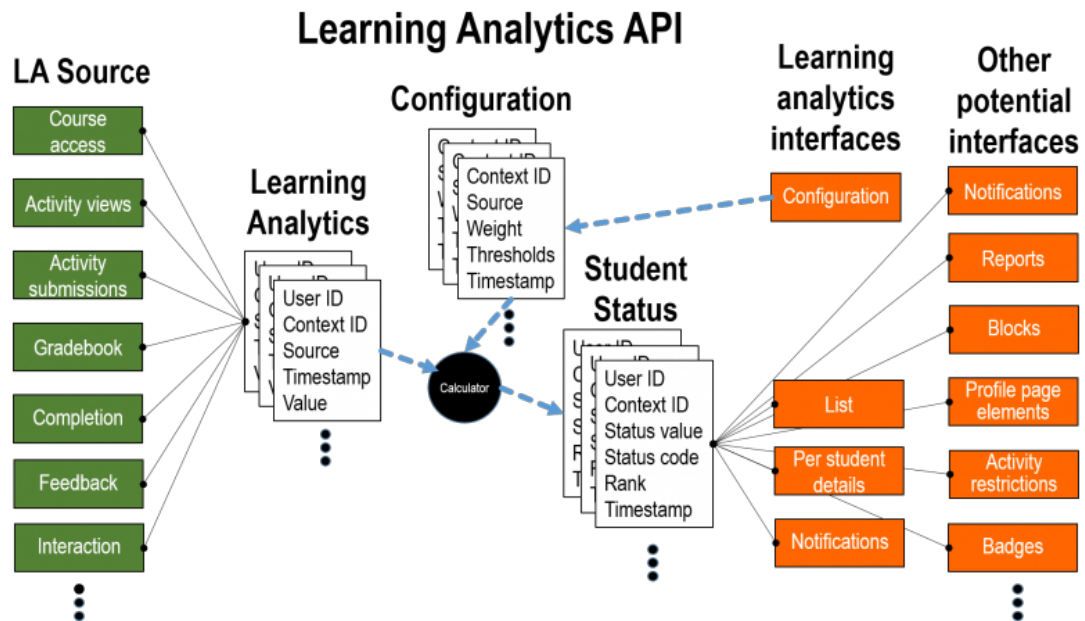 Learning Analytics API
LA Source
Course
access
Activity views
Activity
submissions
Gradebook
Completion
Feedback
Interaction
Learning
Analytics
User ID
Context ID
Source
Timestamp
Value
Configuration
Context ID
Source
Weight
Thresholds
Timestamp
Calculator
Student
Status
User ID
Context ID
Status value
Status code
Rank
Timestamp
Learning
analytics
interfaces
Configuration
List
Per student
details
Notifications
Other
potential
interfaces
Notifications
Reports
Blocks
Profile page
elements
Activity
restrictions
Badges